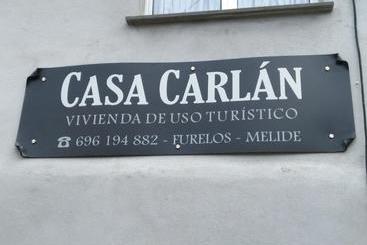 CASA CARLÁN
VIVIENDA DE USO TURÍSTICO
☎ 696 194 882 - FURELOS - MELIDE